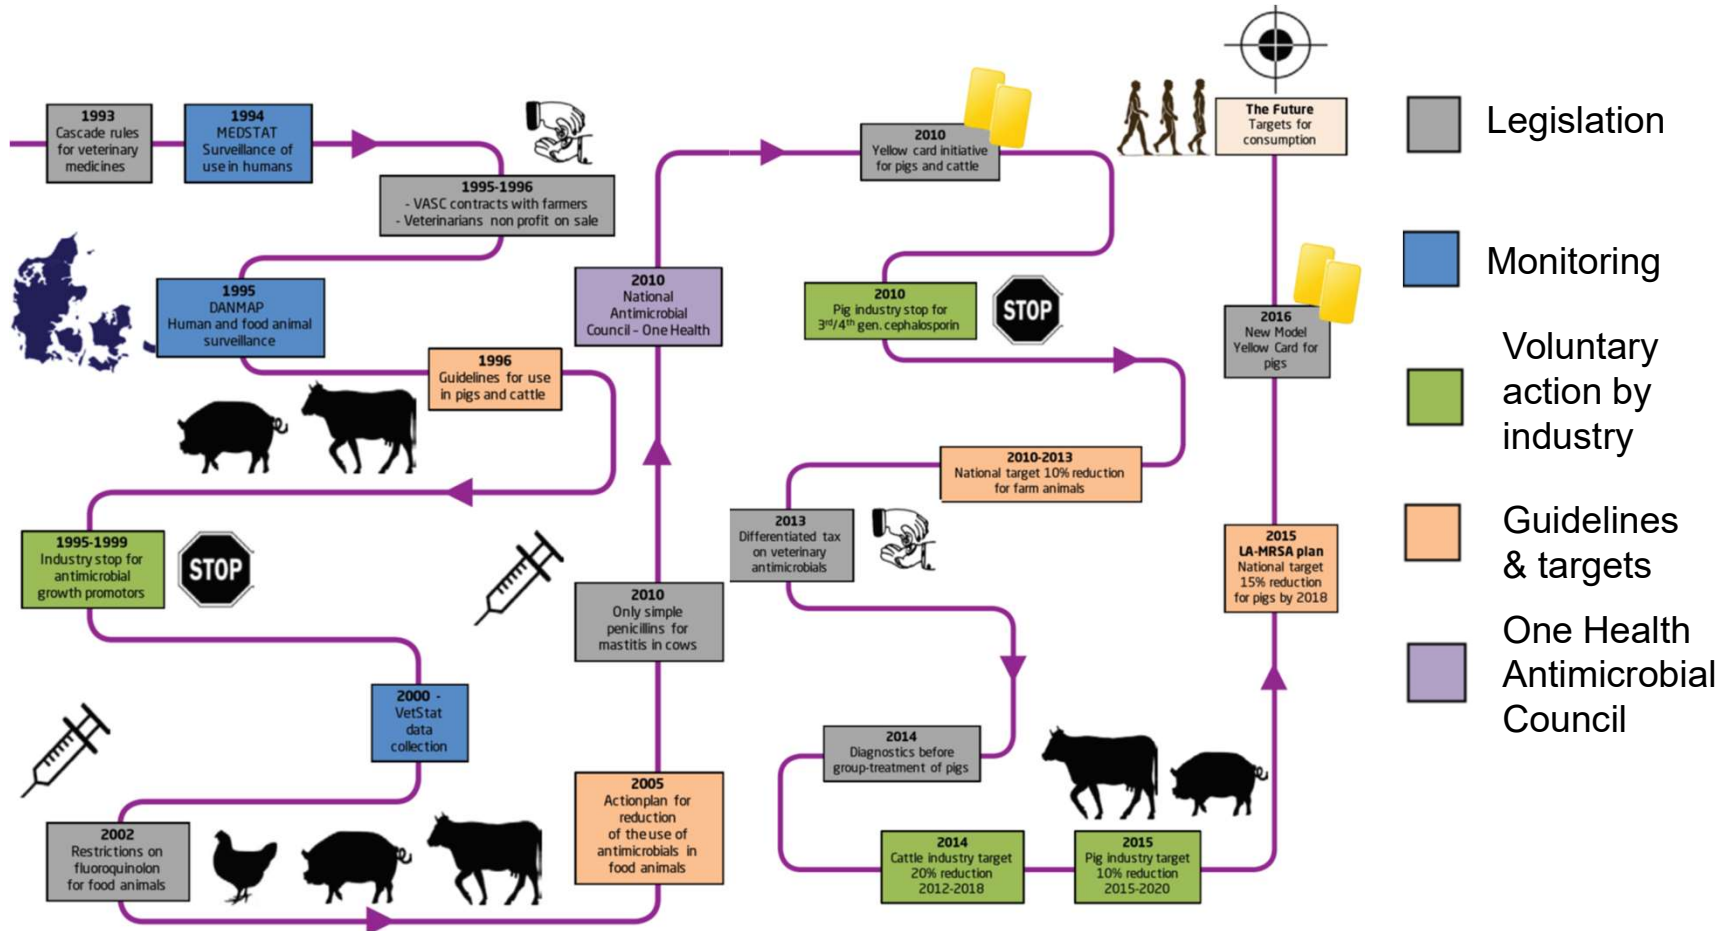 1993
Cascade rules
for veterinary
medicines
1994
MEDSTAT
Surveillance of
use in humans
1995-1996
- VASC contracts with farmers
- Veterinarians non profit on sale
1995
DANMAP
Human and food animal
surveillance
1996
Guidelines for use
in pigs and cattle
1995-1999
Industry stop for
antimicrobial
growth promotors
STOP
2000 -
VetStat
data
collection
2002
Restrictions on
fluoroquinolon
for food animals
2005
Actionplan for
reduction
of the use of
antimicrobials in
food animals
2010
Only simple
penicillins for
mastitis in cows
2010
National
Antimicrobial
Council - One Health
2010
Yellow card initiative
for pigs and cattle
2010
Pig industry stop for
3rd/4th gen. cephalosporin
STOP
2010-2013
National target 10% reduction
for farm animals
2013
Differentiated tax
on veterinary
antimicrobials
2014
Diagnostics before
group-treatment of pigs
2014
Cattle industry target
20% reduction
2012-2018
2015
Pig industry target
10% reduction
2015-2020
2015
LA-MRSA plan
National target
15% reduction
for pigs by 2018
2016
New Model
Yellow Card for
pigs
The Future
Targets for
consumption
Legislation
Monitoring
Voluntary
action by
industry
Guidelines
& targets
One Health
Antimicrobial
Council